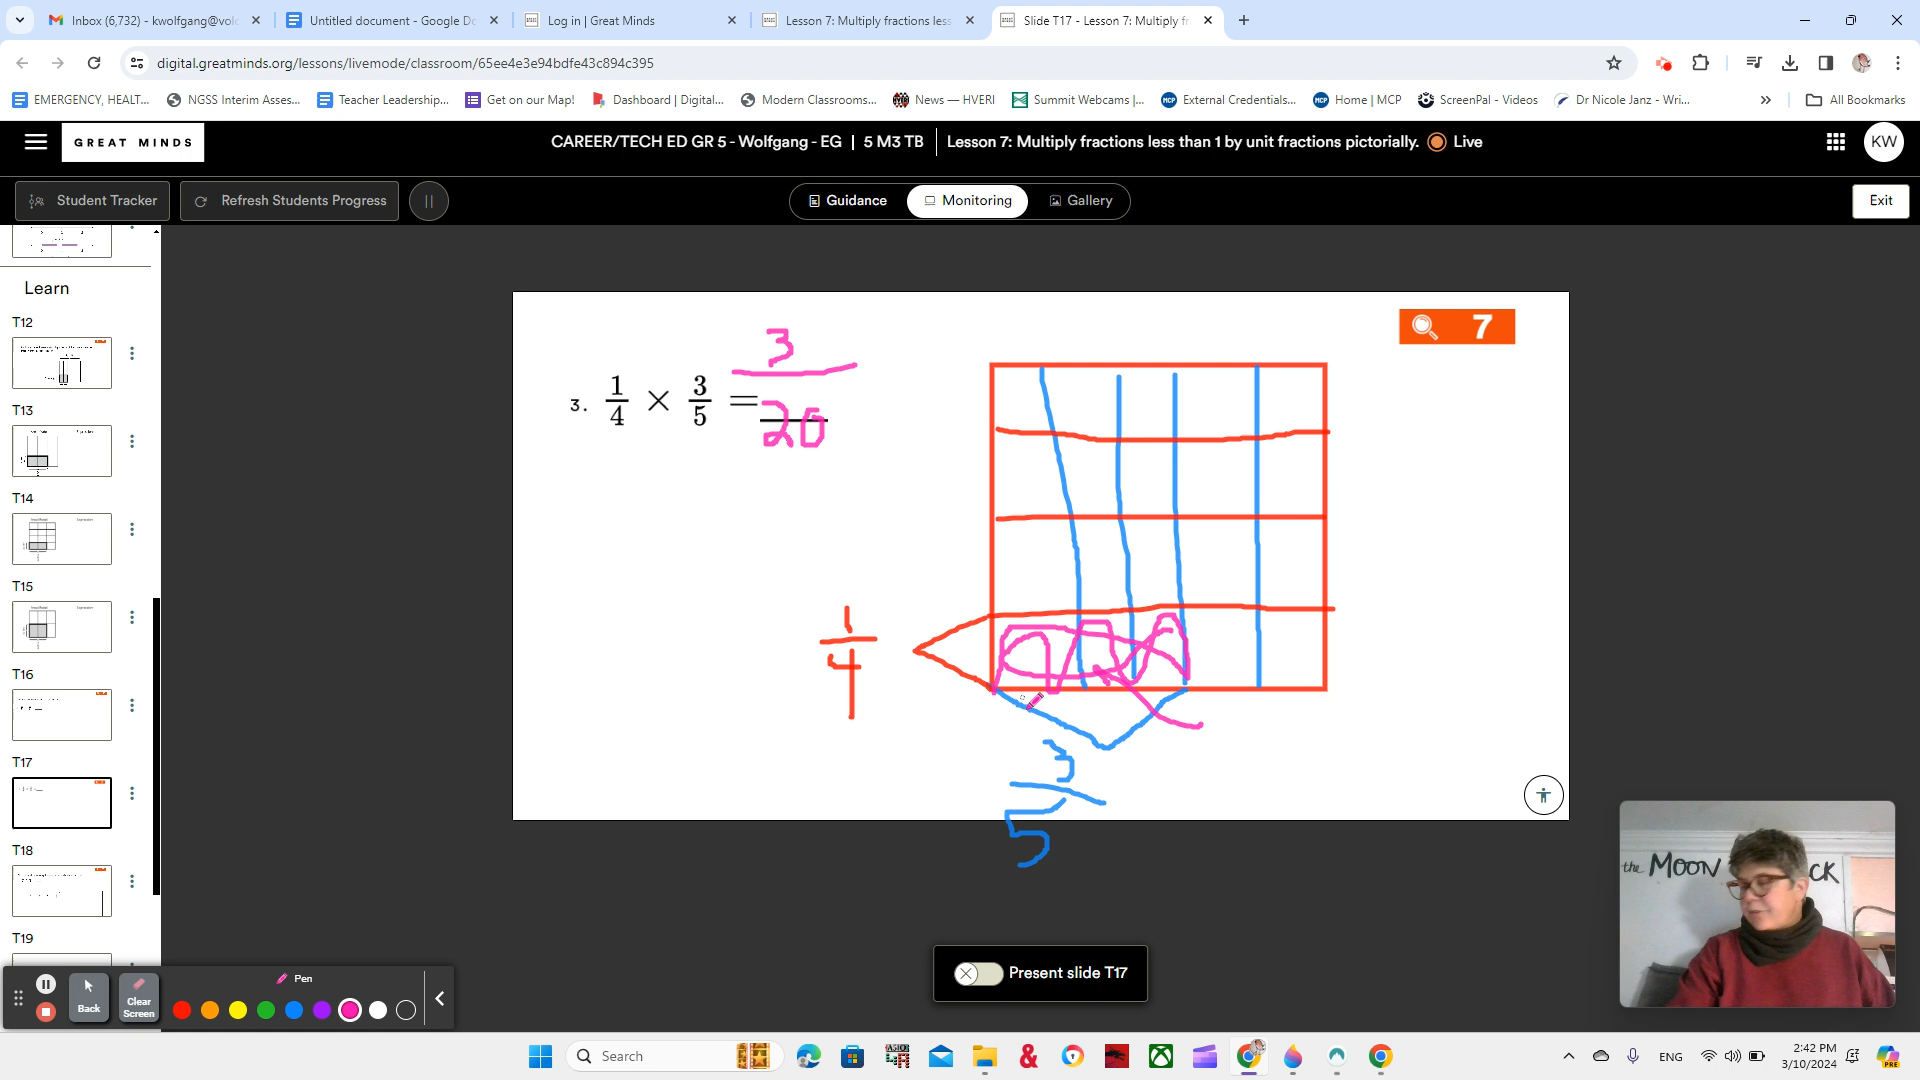 Inbox (6,732) - kwolfgang@vol
Untitled document - Google Do
Log in | Great Minds
Lesson 7: Multiply fractions less
Slide T17 - Lesson 7: Multiply fr
digital.greatminds.org/lessons/livemode/classroom/65ee4e3e94bdfe43c894c395
EMERGENCY, HEALT...
NGSS Interim Asses...
Teacher Leadership...
Get on our Map!
Dashboard | Digital...
Modern Classrooms...
News — HVERI
Summit Webcams |...
External Credentials...
Home | MCP
ScreenPal - Videos
Dr Nicole Janz - Wri...
All Bookmarks
GREAT MINDS
CAREER/TECH ED GR 5 - Wolfgang - EG | 5 M3 TB
Lesson 7: Multiply fractions less than 1 by unit fractions pictorially.
Live
KW
Student Tracker
Refresh Students Progress
Guidance
Monitoring
Gallery
Exit
Learn
T12
T13
T14
T15
T16
T17
T18
T19
7
3. 1/4 × 3/5 = 3/20
1/4
3/5
the Moon CK
Present slide T17
Pen
Back
Clear Screen
Search
ENG
2:42 PM
3/10/2024